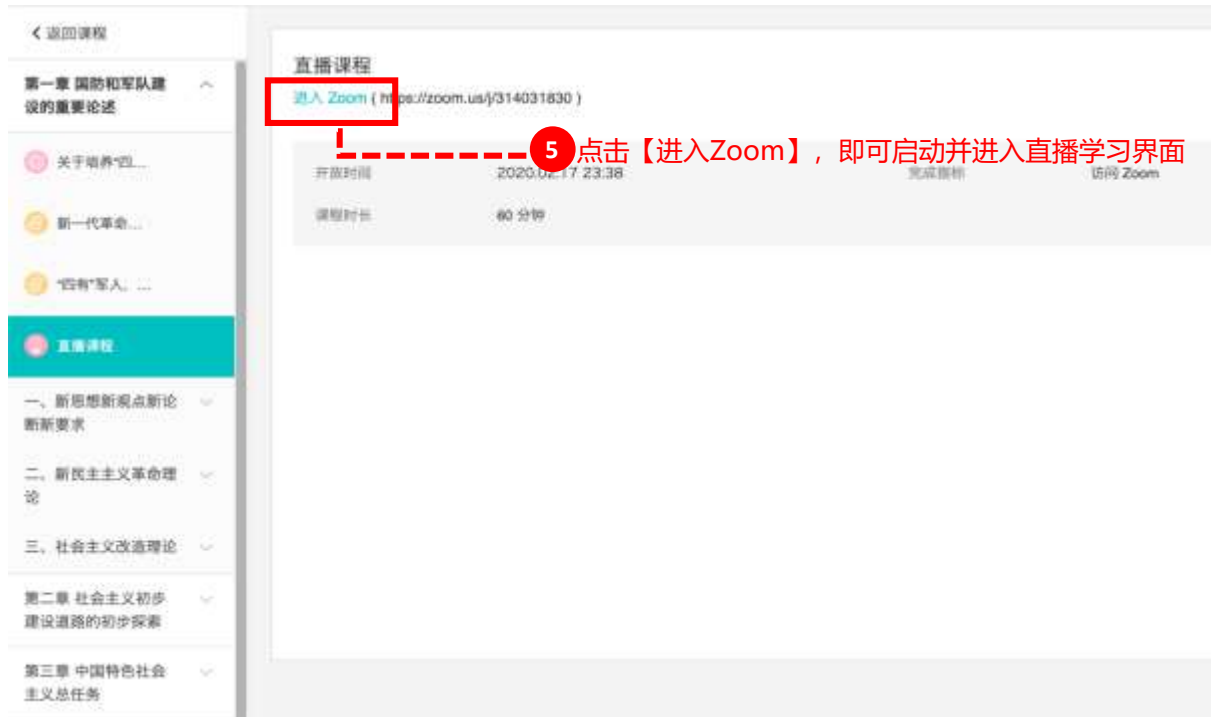 返回课程
第一章 国防和军队建
设的重要论述
关于培养“四...
新一代革命...
“四有”军人，...
直播课程
一、新思想新观点新论
断新要求
二、新民主主义革命理
论
三、社会主义改造理论
第二章 社会主义初步
建设道路的初步探索
第三章 中国特色社会
主义总任务
直播课程
进入 Zoom ( https://zoom.us/j/314031830 )
5 点击【进入Zoom】，即可启动并进入直播学习界面
开放时间 2020.02.17 23:38 完成指标 访问 Zoom
课程时长 60 分钟